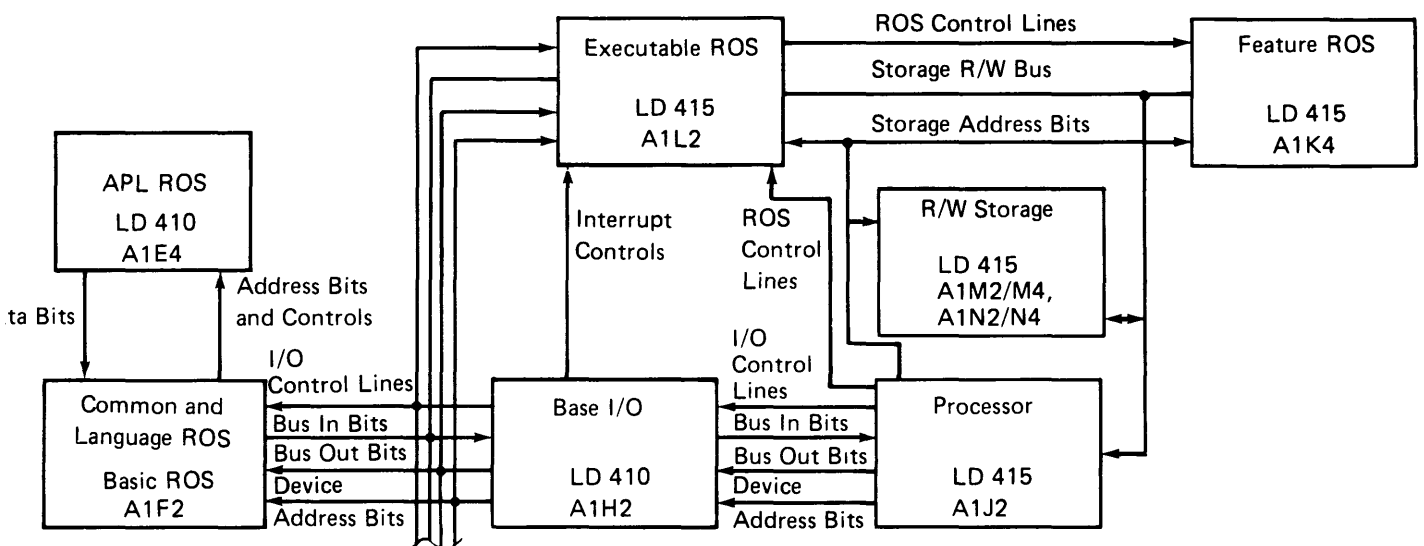 Executable ROS
LD 415
A1L2
ROS Control Lines
Storage R/W Bus
Storage Address Bits
Feature ROS
LD 415
A1K4
APL ROS
LD 410
A1E4
Interrupt
Controls
ROS
Control
Lines
R/W Storage
LD 415
A1M2/M4,
A1N2/N4
ta Bits
Address Bits
and Controls
I/O
Control Lines
Bus In Bits
Bus Out Bits
Device
Address Bits
Common and
Language ROS
Basic ROS
A1F2
Base I/O
LD 410
A1H2
I/O
Control
Lines
Bus In Bits
Bus Out Bits
Device
Address Bits
Processor
LD 415
A1J2